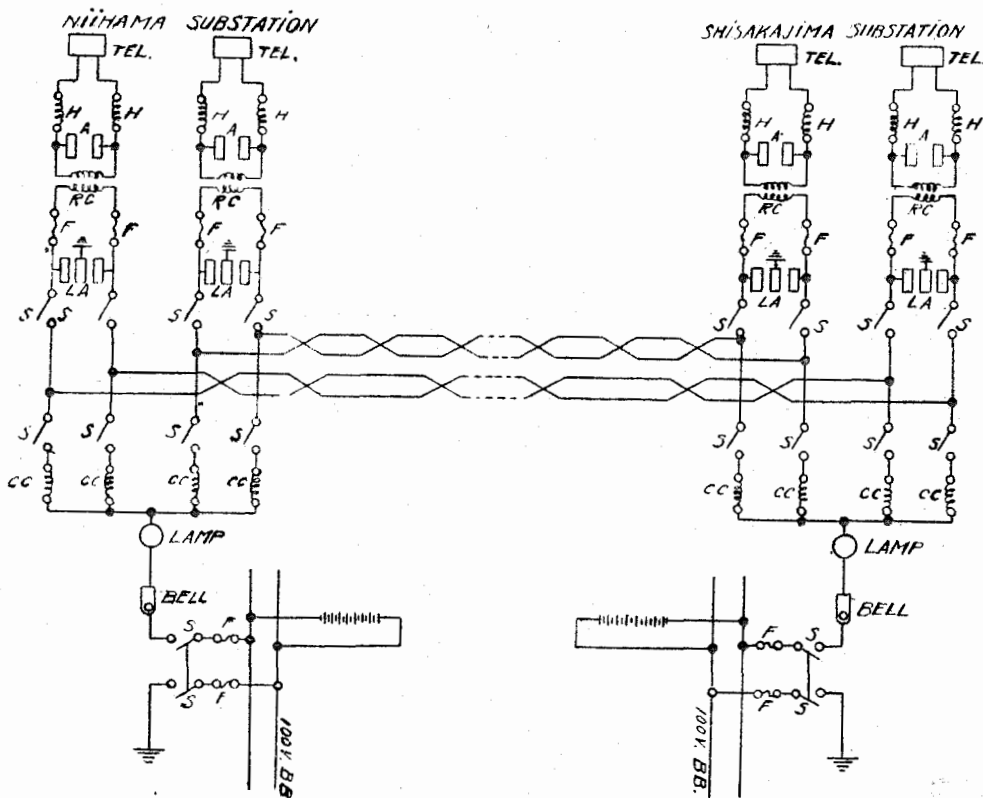 NIIHAMA SUBSTATION SHISAKAJIMA SUBSTATION
TEL. TEL. TEL. TEL.
H H H H H H H H
A A A A
RC RC RC RC
F F F F F F F F
LA LA LA LA
S S S S S S S S
S S S S S S S S
CC CC CC CC CC CC CC CC
LAMP LAMP
BELL BELL
S F F S
S F F S
100V. BB 100V. BB.